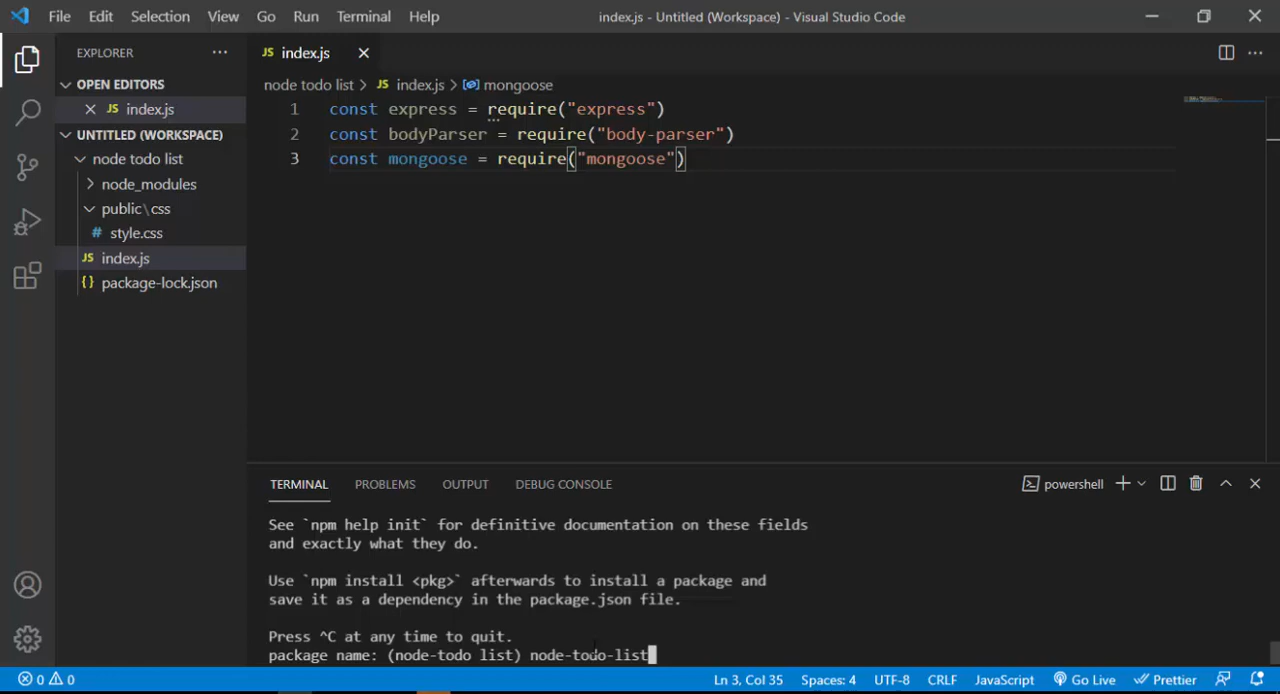 File Edit Selection View Go Run Terminal Help
index.js - Untitled (Workspace) - Visual Studio Code
EXPLORER
OPEN EDITORS
JS index.js
UNTITLED (WORKSPACE)
node todo list
node_modules
public\css
# style.css
JS index.js
{} package-lock.json
JS index.js
node todo list > JS index.js > mongoose
1 const express = require("express")
2 const bodyParser = require("body-parser")
3 const mongoose = require("mongoose")
TERMINAL PROBLEMS OUTPUT DEBUG CONSOLE
powershell
See `npm help init` for definitive documentation on these fields
and exactly what they do.
Use `npm install <pkg>` afterwards to install a package and
save it as a dependency in the package.json file.
Press ^C at any time to quit.
package name: (node-todo list) node-todo-list
0 0
Ln 3, Col 35 Spaces: 4 UTF-8 CRLF JavaScript Go Live Prettier